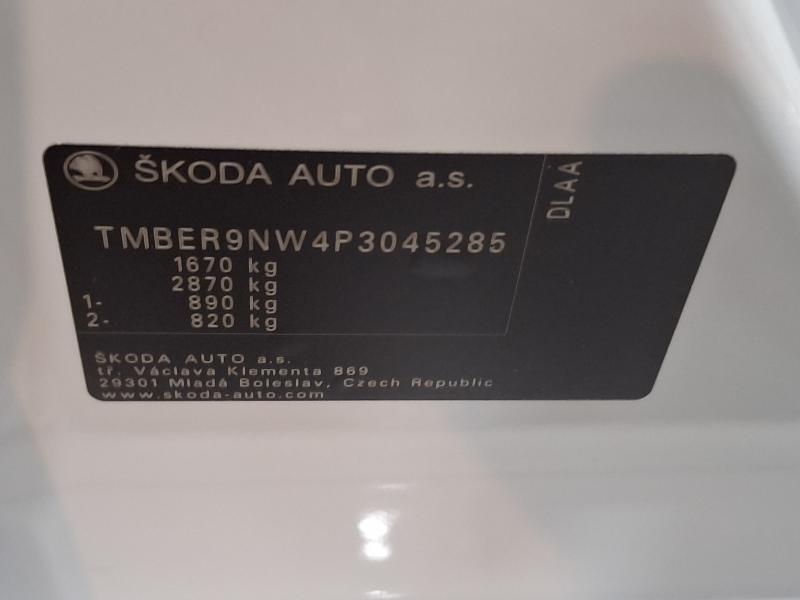 ŠKODA AUTO a.s.
DLAA
TMBER9NW4P3045285
1670 kg
2870 kg
1- 890 kg
2- 820 kg
ŠKODA AUTO a.s.
tř. Václava Klementa 869
29301 Mladá Boleslav, Czech Republic
www.skoda-auto.com